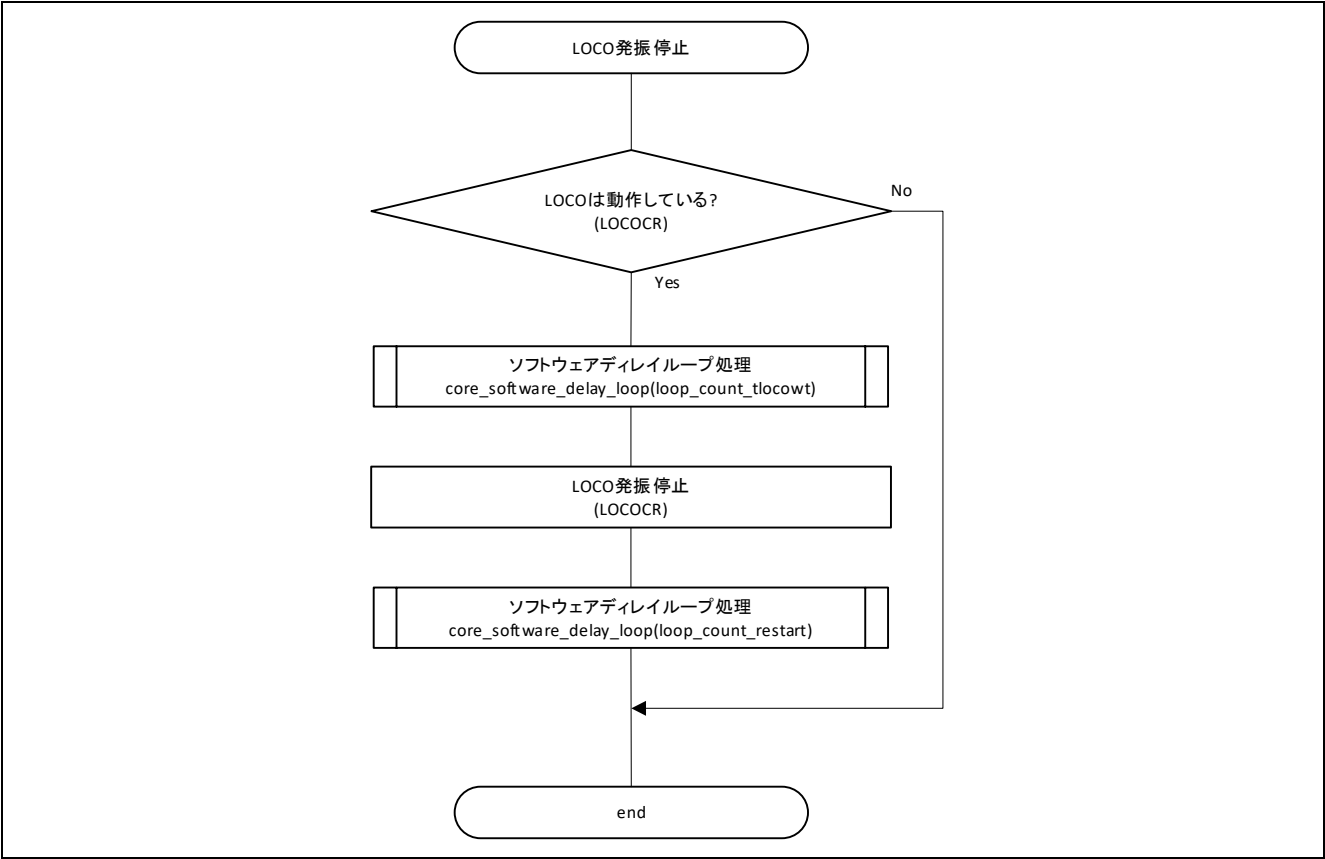 LOCO発振停止
LOCOは動作している?
(LOCOCR)
No
Yes
ソフトウェアディレイループ処理
core_software_delay_loop(loop_count_tlocowt)
LOCO発振停止
(LOCOCR)
ソフトウェアディレイループ処理
core_software_delay_loop(loop_count_restart)
end